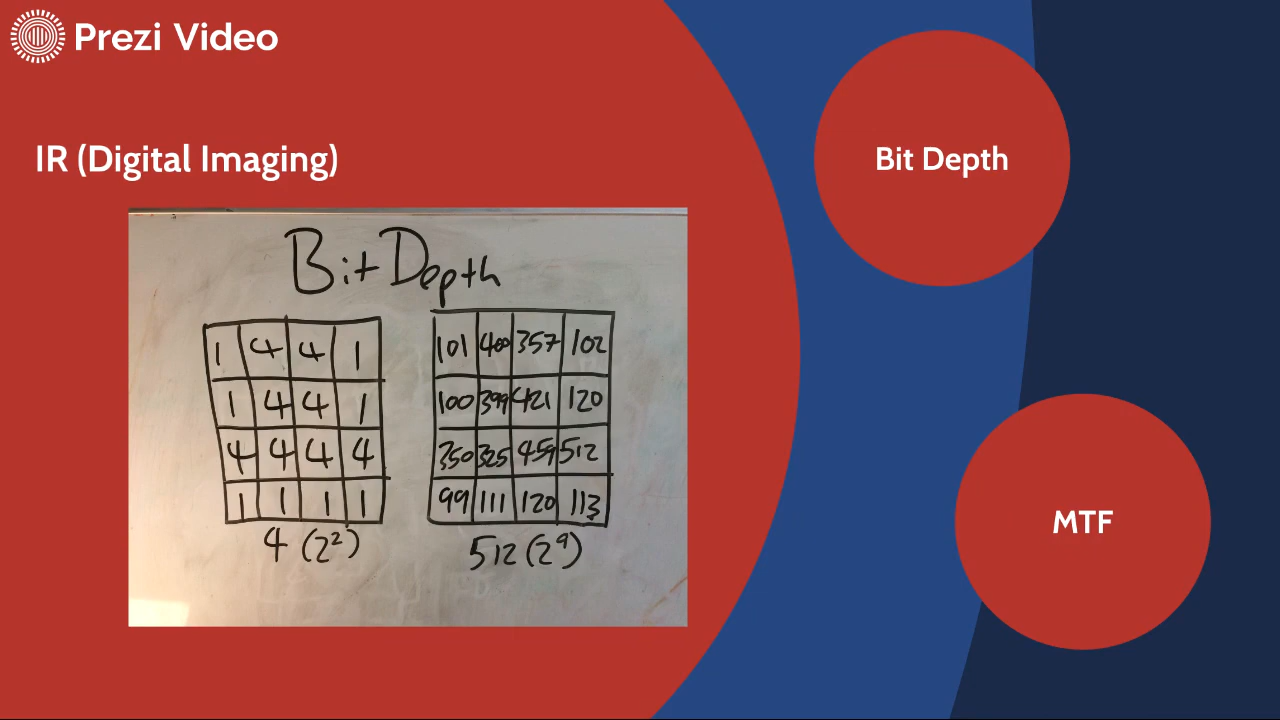 Prezi Video
IR (Digital Imaging)
Bit Depth
1 4 4 1
1 4 4 1
4 4 4 4
1 1 1 1
4 (2²)
101 400 357 102
100 399 421 120
350 325 459 512
99 111 120 113
512 (2⁹)
Bit Depth
MTF